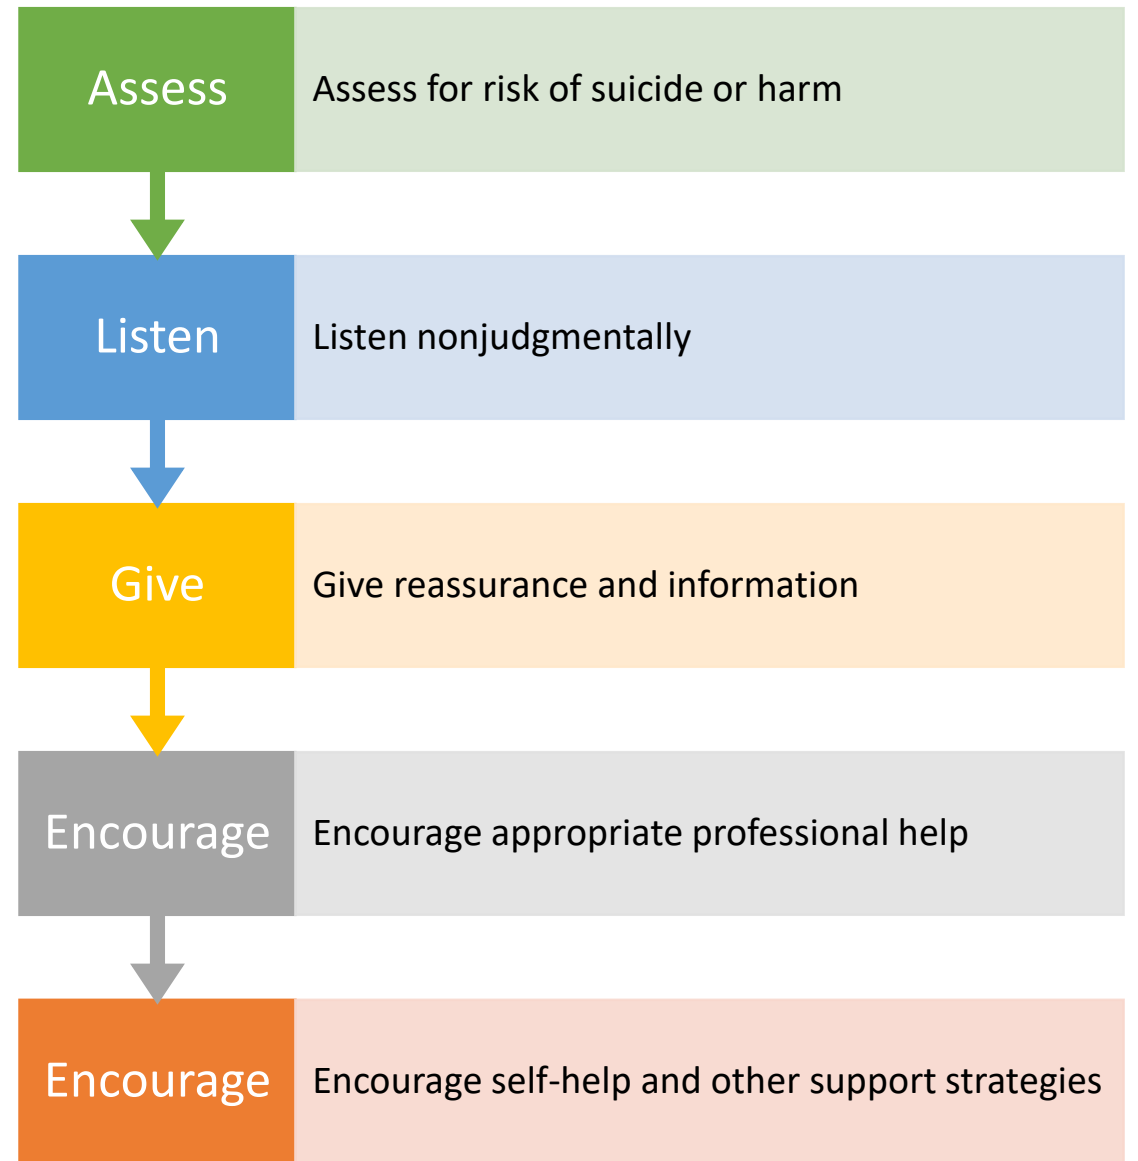 Assess
Assess for risk of suicide or harm
Listen
Listen nonjudgmentally
Give
Give reassurance and information
Encourage
Encourage appropriate professional help
Encourage
Encourage self-help and other support strategies